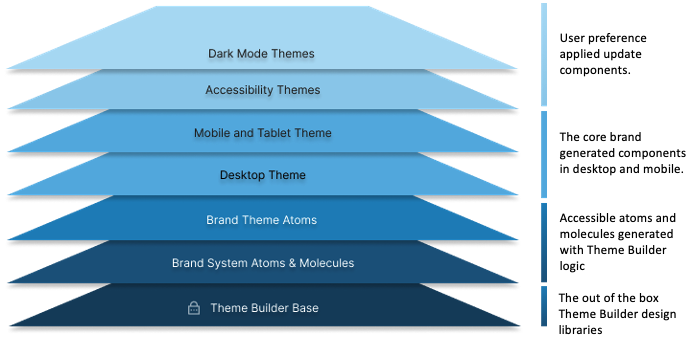 Dark Mode Themes
Accessibility Themes
Mobile and Tablet Theme
Desktop Theme
Brand Theme Atoms
Brand System Atoms & Molecules
Theme Builder Base
User preference
applied update
components.
The core brand
generated components
in desktop and mobile.
Accessible atoms and
molecules generated
with Theme Builder
logic
The out of the box
Theme Builder design
libraries